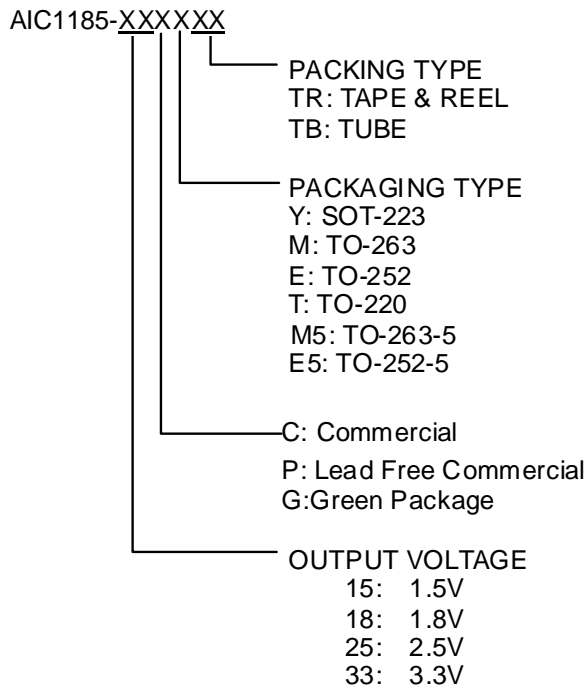 AIC1185-XXXXXX
PACKING TYPE
TR: TAPE & REEL
TB: TUBE
PACKAGING TYPE
Y: SOT-223
M: TO-263
E: TO-252
T: TO-220
M5: TO-263-5
E5: TO-252-5
C: Commercial
P: Lead Free Commercial
G:Green Package
OUTPUT VOLTAGE
15: 1.5V
18: 1.8V
25: 2.5V
33: 3.3V